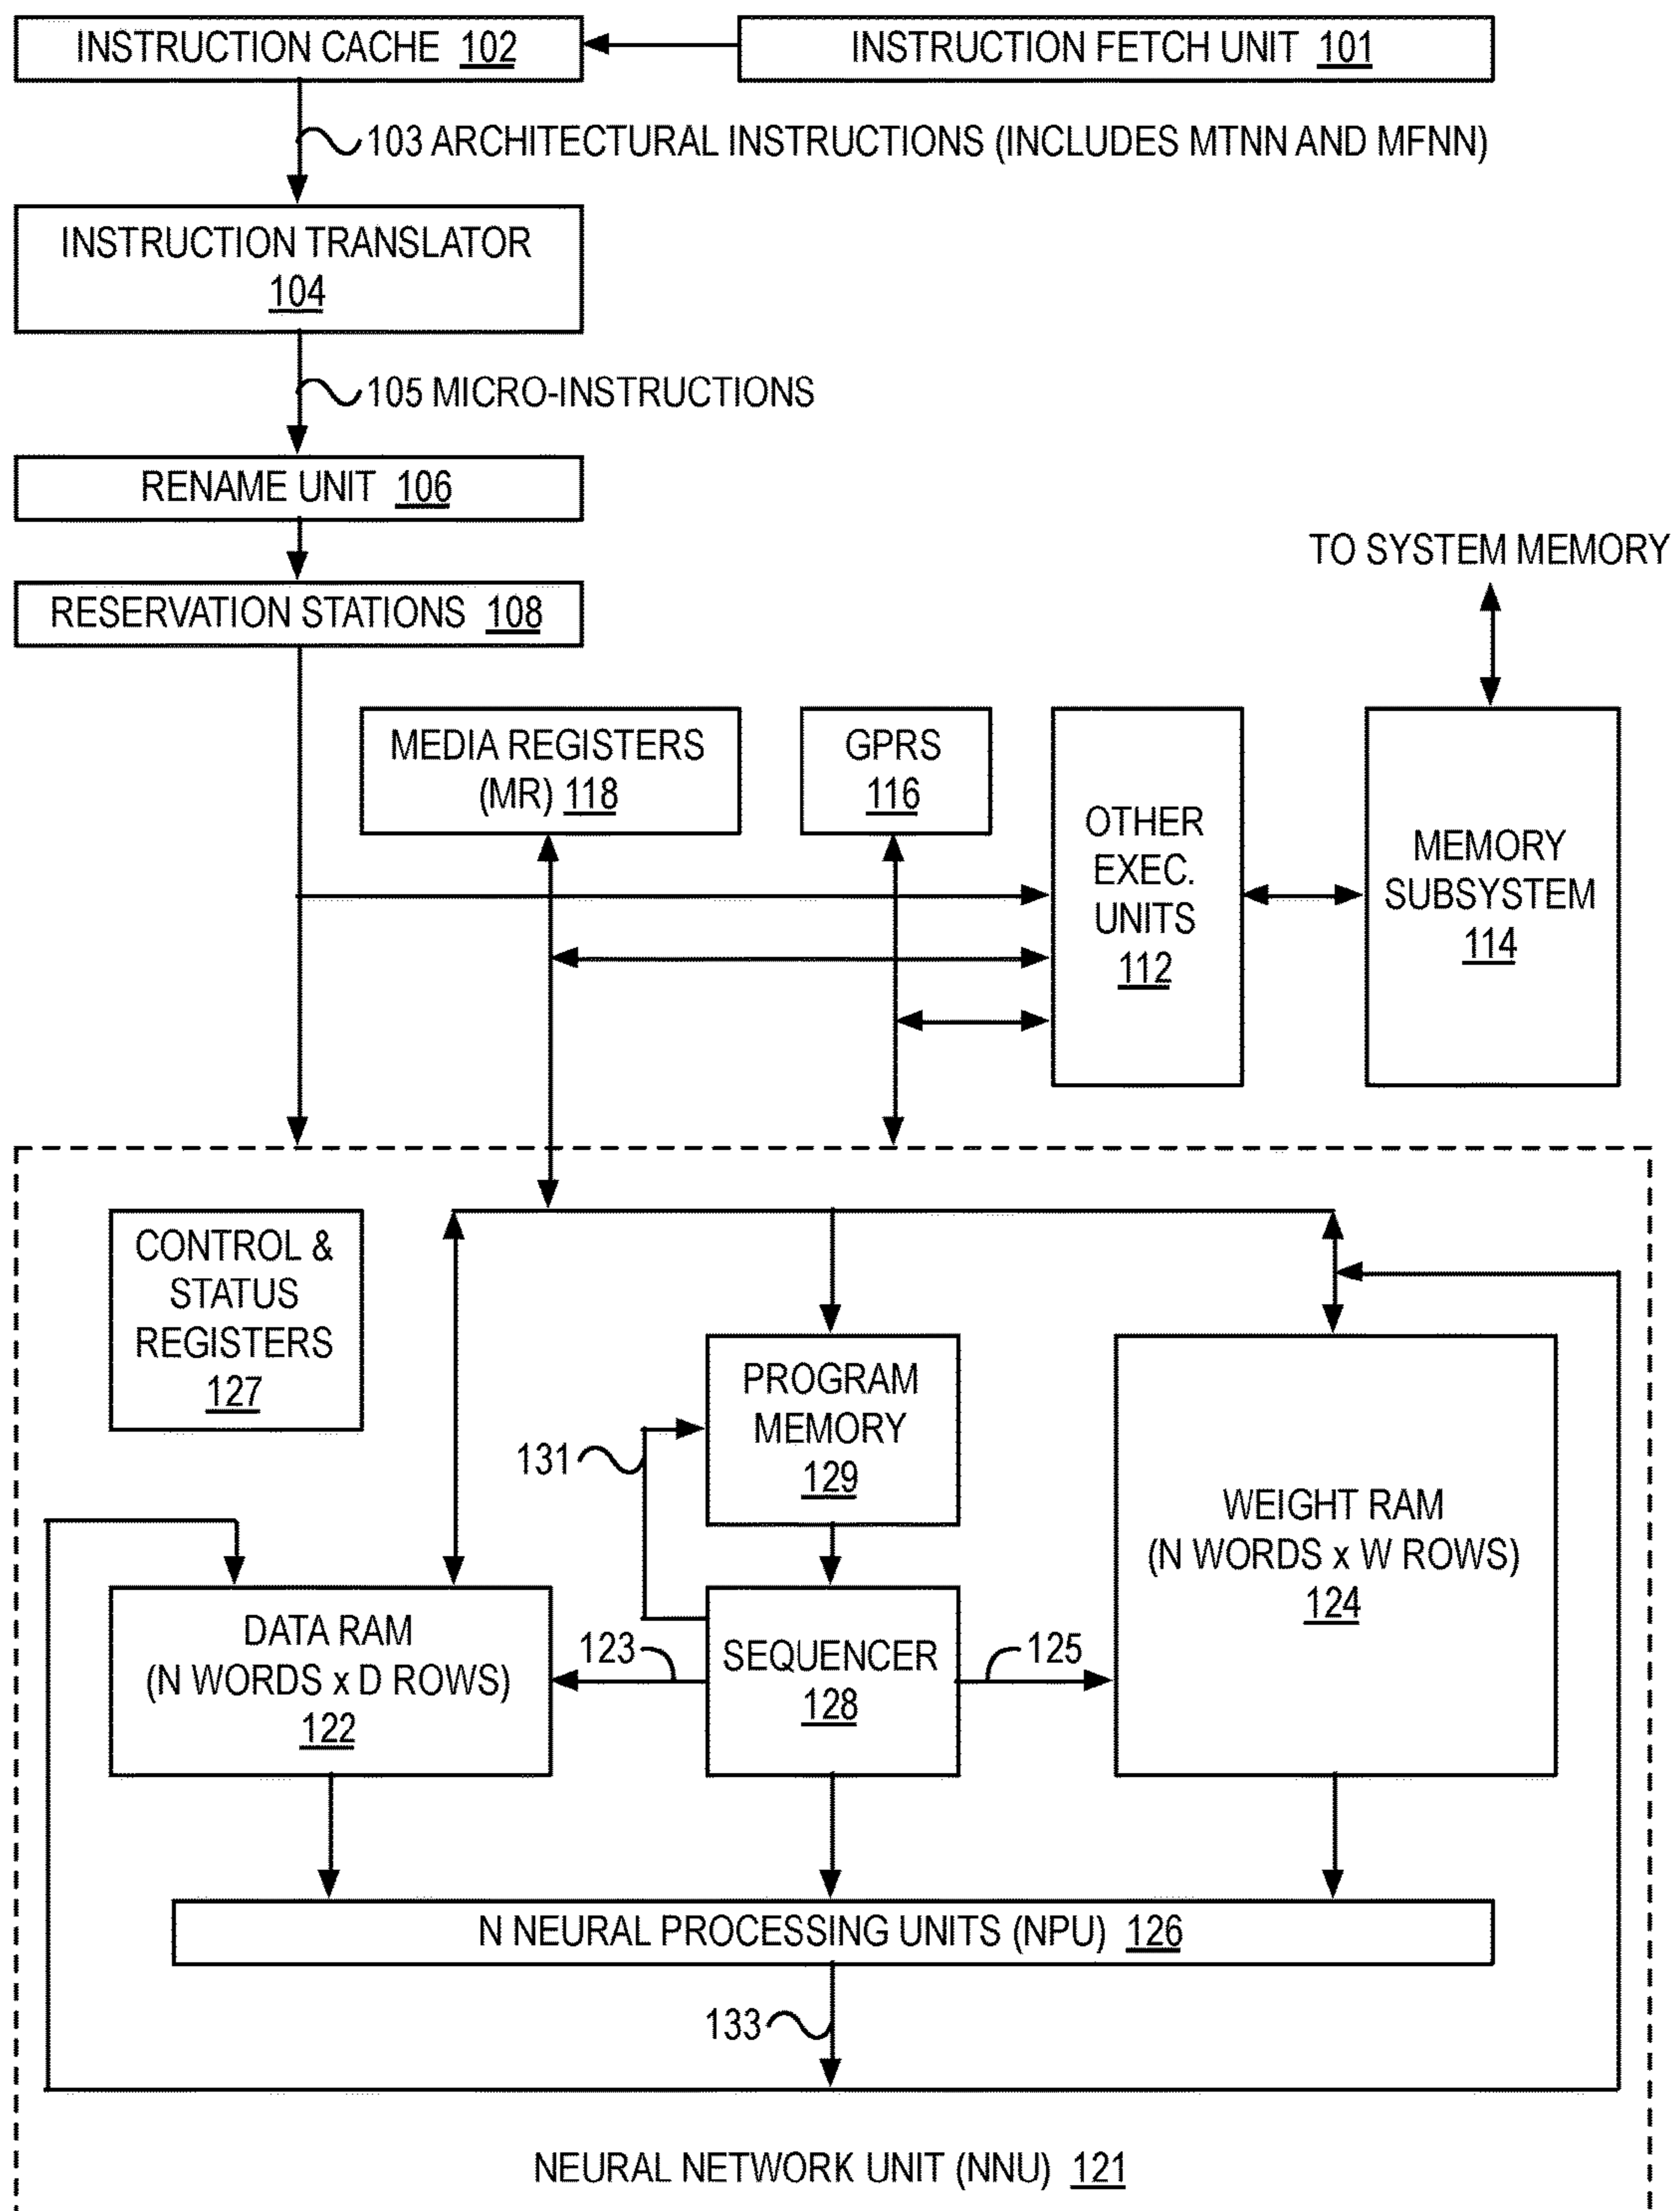 INSTRUCTION CACHE 102
INSTRUCTION FETCH UNIT 101
103 ARCHITECTURAL INSTRUCTIONS (INCLUDES MTNN AND MFNN)
INSTRUCTION TRANSLATOR
104
105 MICRO-INSTRUCTIONS
RENAME UNIT 106
RESERVATION STATIONS 108
TO SYSTEM MEMORY
MEDIA REGISTERS
(MR) 118
GPRS
116
OTHER
EXEC.
UNITS
112
MEMORY
SUBSYSTEM
114
CONTROL &
STATUS
REGISTERS
127
PROGRAM
MEMORY
129
131
WEIGHT RAM
(N WORDS x W ROWS)
124
DATA RAM
(N WORDS x D ROWS)
122
123
SEQUENCER
128
125
N NEURAL PROCESSING UNITS (NPU) 126
133
NEURAL NETWORK UNIT (NNU) 121